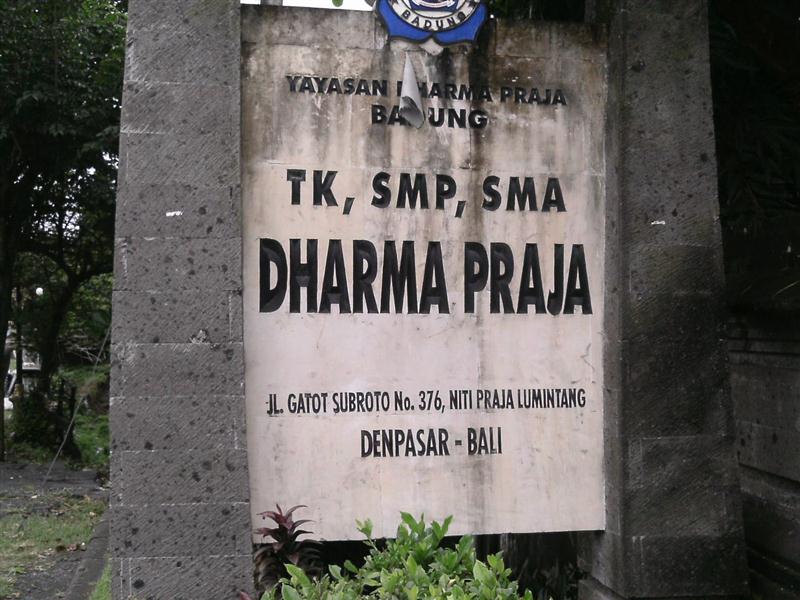 BADUNG
YAYASAN DHARMA PRAJA
BADUNG
TK, SMP, SMA
DHARMA PRAJA
JL. GATOT SUBROTO No. 376, NITI PRAJA LUMINTANG
DENPASAR - BALI